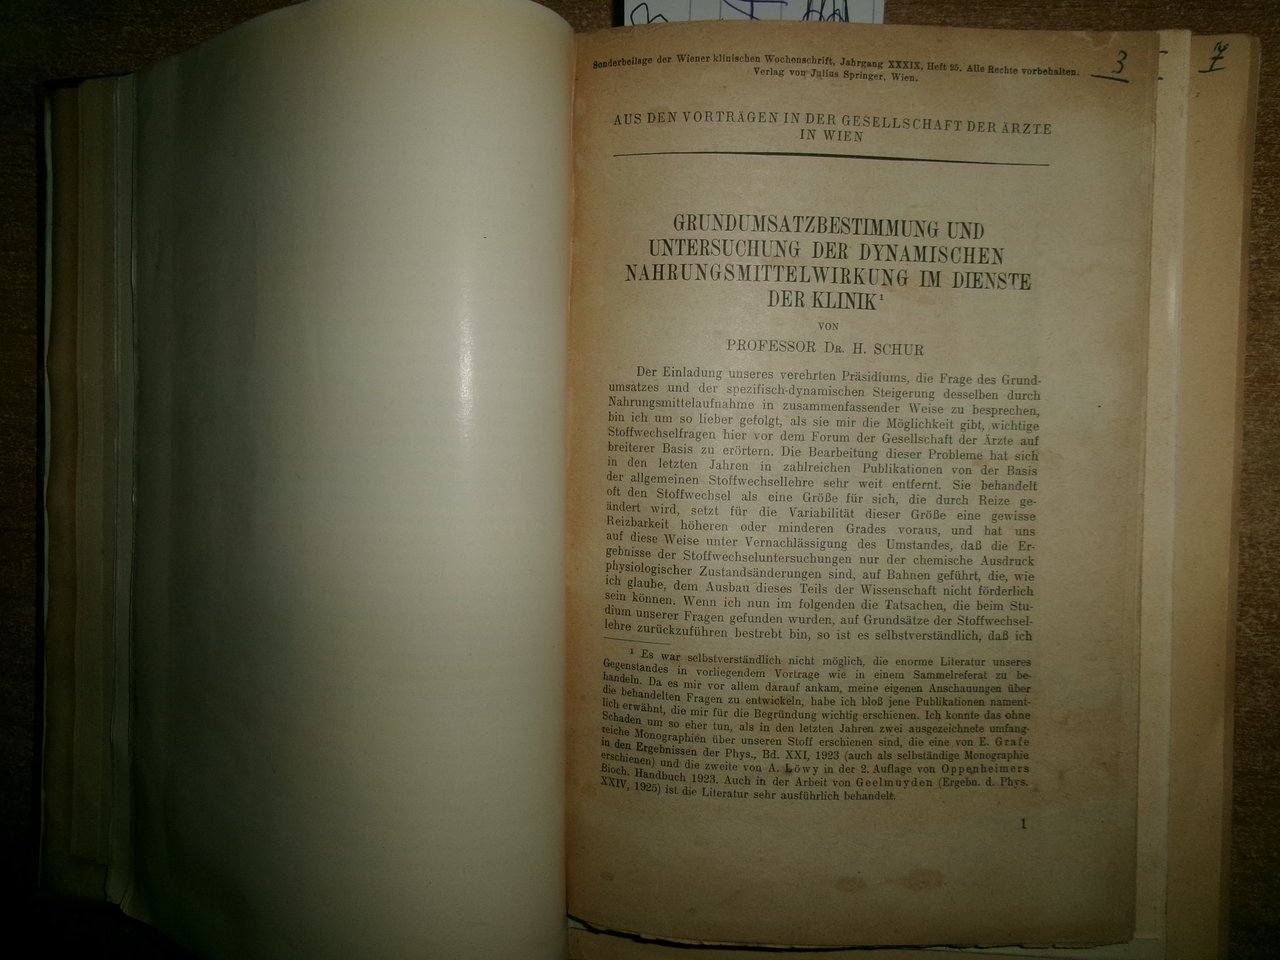 Sonderbeilage der Wiener klinischen Wochenschrift, Jahrgang XXXIX, Heft 25. Alle Rechte vorbehalten.
Verlag von Julius Springer, Wien.
3
7
AUS DEN VORTRÄGEN IN DER GESELLSCHAFT DER ÄRZTE
IN WIEN
GRUNDUMSATZBESTIMMUNG UND
UNTERSUCHUNG DER DYNAMISCHEN
NAHRUNGSMITTELWIRKUNG IM DIENSTE
DER KLINIK¹
VON
PROFESSOR DR. H. SCHUR
Der Einladung unseres verehrten Präsidiums, die Frage des Grund-
umsatzes und der spezifisch-dynamischen Steigerung desselben durch
Nahrungsmittelaufnahme in zusammenfassender Weise zu besprechen,
bin ich um so lieber gefolgt, als sie mir die Möglichkeit gibt, wichtige
Stoffwechselfragen hier vor dem Forum der Gesellschaft der Ärzte auf
breiterer Basis zu erörtern. Die Bearbeitung dieser Probleme hat sich
in den letzten Jahren in zahlreichen Publikationen von der Basis
der allgemeinen Stoffwechsellehre sehr weit entfernt. Sie behandelt
oft den Stoffwechsel als eine Größe für sich, die durch Reize ge-
ändert wird, setzt für die Variabilität dieser Größe eine gewisse
Reizbarkeit höheren oder minderen Grades voraus, und hat uns
auf diese Weise unter Vernachlässigung des Umstandes, daß die Er-
gebnisse der Stoffwechseluntersuchungen nur der chemische Ausdruck
physiologischer Zustandsänderungen sind, auf Bahnen geführt, die, wie
ich glaube, dem Ausbau dieses Teils der Wissenschaft nicht förderlich
sein können. Wenn ich nun im folgenden die Tatsachen, die beim Stu-
dium unserer Fragen gefunden wurden, auf Grundsätze der Stoffwechsel-
lehre zurückzuführen bestrebt bin, so ist es selbstverständlich, daß ich
¹ Es war selbstverständlich nicht möglich, die enorme Literatur unseres
Gegenstandes in vorliegendem Vortrage wie in einem Sammelreferat zu be-
handeln. Da es mir vor allem darauf ankam, meine eigenen Anschauungen über
die behandelten Fragen zu entwickeln, habe ich bloß jene Publikationen nament-
lich erwähnt, die mir für die Begründung wichtig erschienen. Ich konnte das ohne
Schaden um so eher tun, als in den letzten Jahren zwei ausgezeichnete umfang-
reiche Monographien über unseren Stoff erschienen sind, die eine von E. Grafe
in den Ergebnissen der Phys., Bd. XXI, 1923 (auch als selbständige Monographie
erschienen) und die zweite von A. Löwy in der 2. Auflage von Oppenheimers
Bioch. Handbuch 1923. Auch in der Arbeit von Geelmuyden (Ergebn. d. Phys.
XXIV, 1925) ist die Literatur sehr ausführlich behandelt.
1